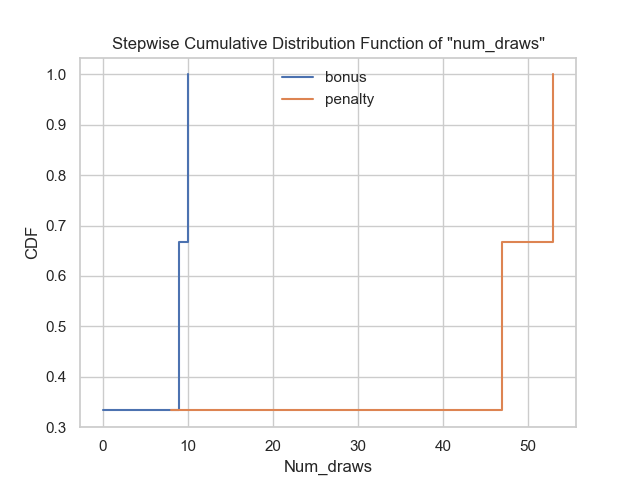 Stepwise Cumulative Distribution Function of "num_draws"
bonus
penalty
1.0
0.9
0.8
0.7
0.6
0.5
0.4
0.3
CDF
0 10 20 30 40 50
Num_draws